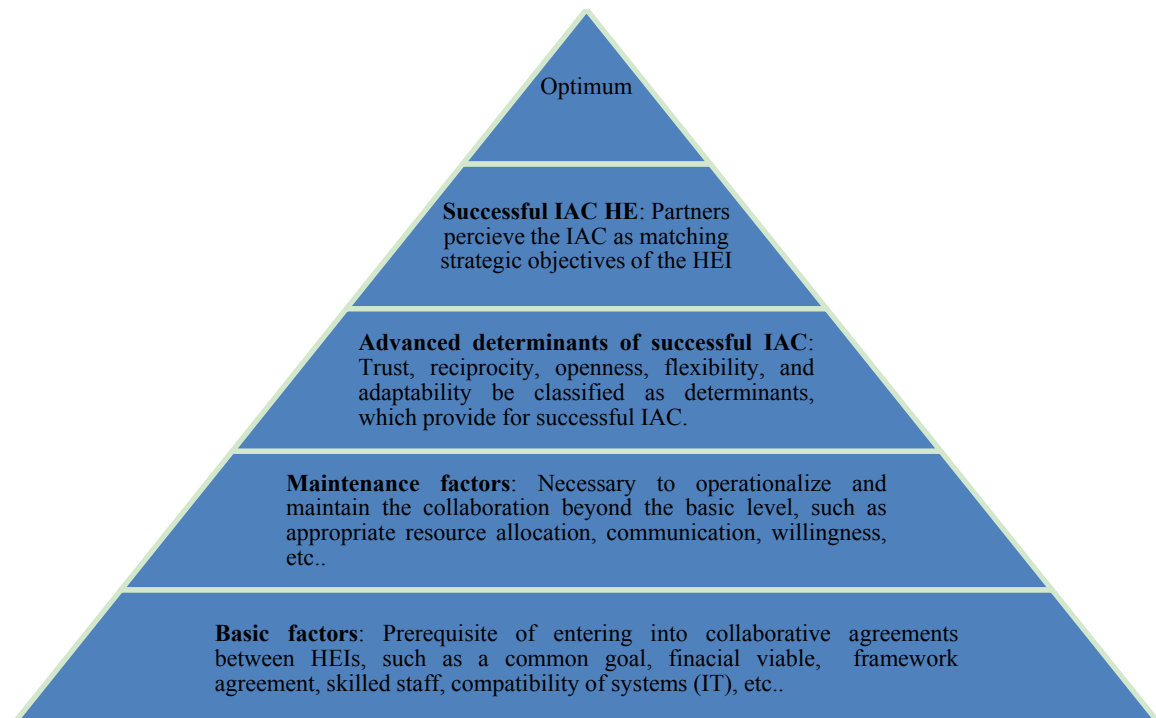 Optimum
Successful IAC HE: Partners
percieve the IAC as matching
strategic objectives of the HEI
Advanced determinants of successful IAC:
Trust, reciprocity, openness, flexibility, and
adaptability be classified as determinants,
which provide for successful IAC.
Maintenance factors: Necessary to operationalize and
maintain the collaboration beyond the basic level, such as
appropriate resource allocation, communication, willingness,
etc..
Basic factors: Prerequisite of entering into collaborative agreements
between HEIs, such as a common goal, finacial viable, framework
agreement, skilled staff, compatibility of systems (IT), etc..